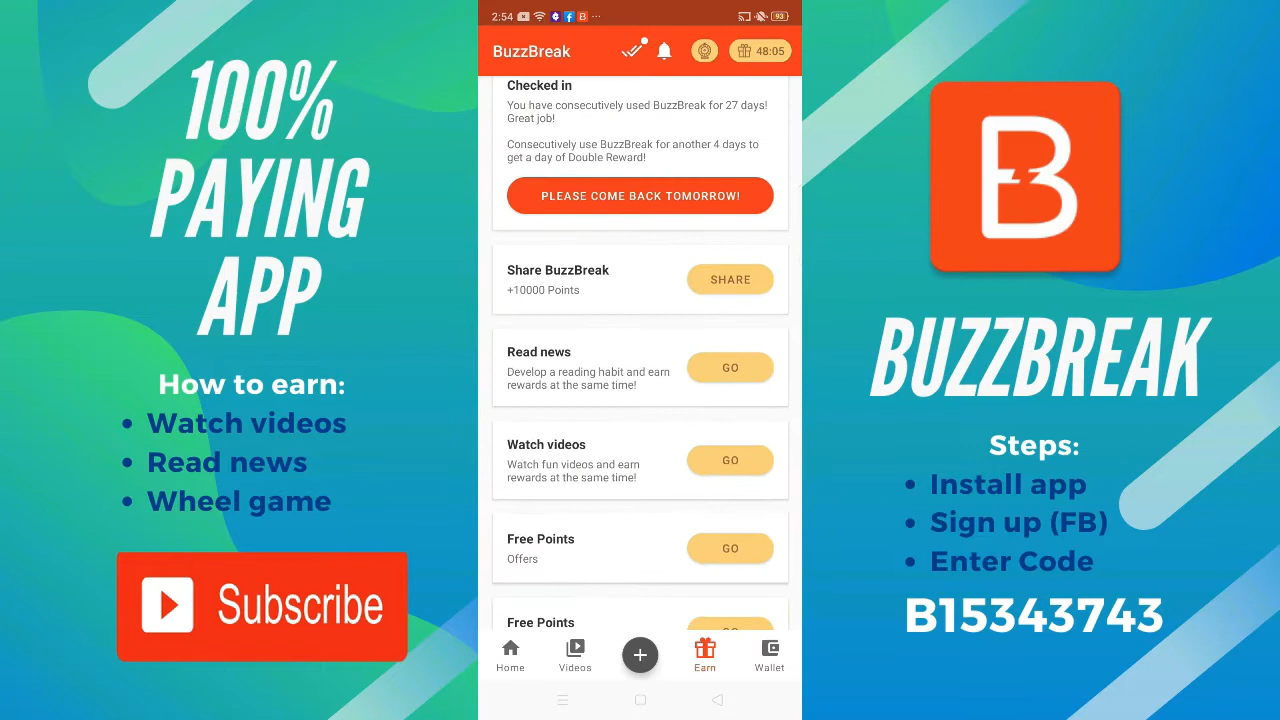 100%
PAYING
APP
How to earn:
• Watch videos
• Read news
• Wheel game
Subscribe
2:54
93
BuzzBreak
48:05
Checked in
You have consecutively used BuzzBreak for 27 days!
Great job!
Consecutively use BuzzBreak for another 4 days to
get a day of Double Reward!
PLEASE COME BACK TOMORROW!
Share BuzzBreak
+10000 Points
SHARE
Read news
Develop a reading habit and earn
rewards at the same time!
GO
Watch videos
Watch fun videos and earn
rewards at the same time!
GO
Free Points
Offers
GO
Free Points
GO
Home
Videos
Earn
Wallet
B
BUZZBREAK
Steps:
• Install app
• Sign up (FB)
• Enter Code
B15343743